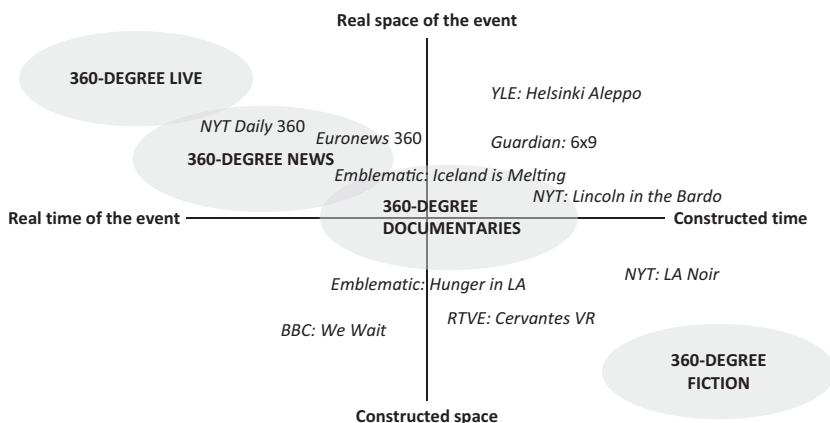 Real space of the event
360-DEGREE LIVE
YLE: Helsinki Aleppo
NYT Daily 360
Euronews 360
Guardian: 6x9
360-DEGREE NEWS
Emblematic: Iceland is Melting
NYT: Lincoln in the Bardo
360-DEGREE
DOCUMENTARIES
Real time of the event
Constructed time
NYT: LA Noir
Emblematic: Hunger in LA
RTVE: Cervantes VR
BBC: We Wait
360-DEGREE
FICTION
Constructed space